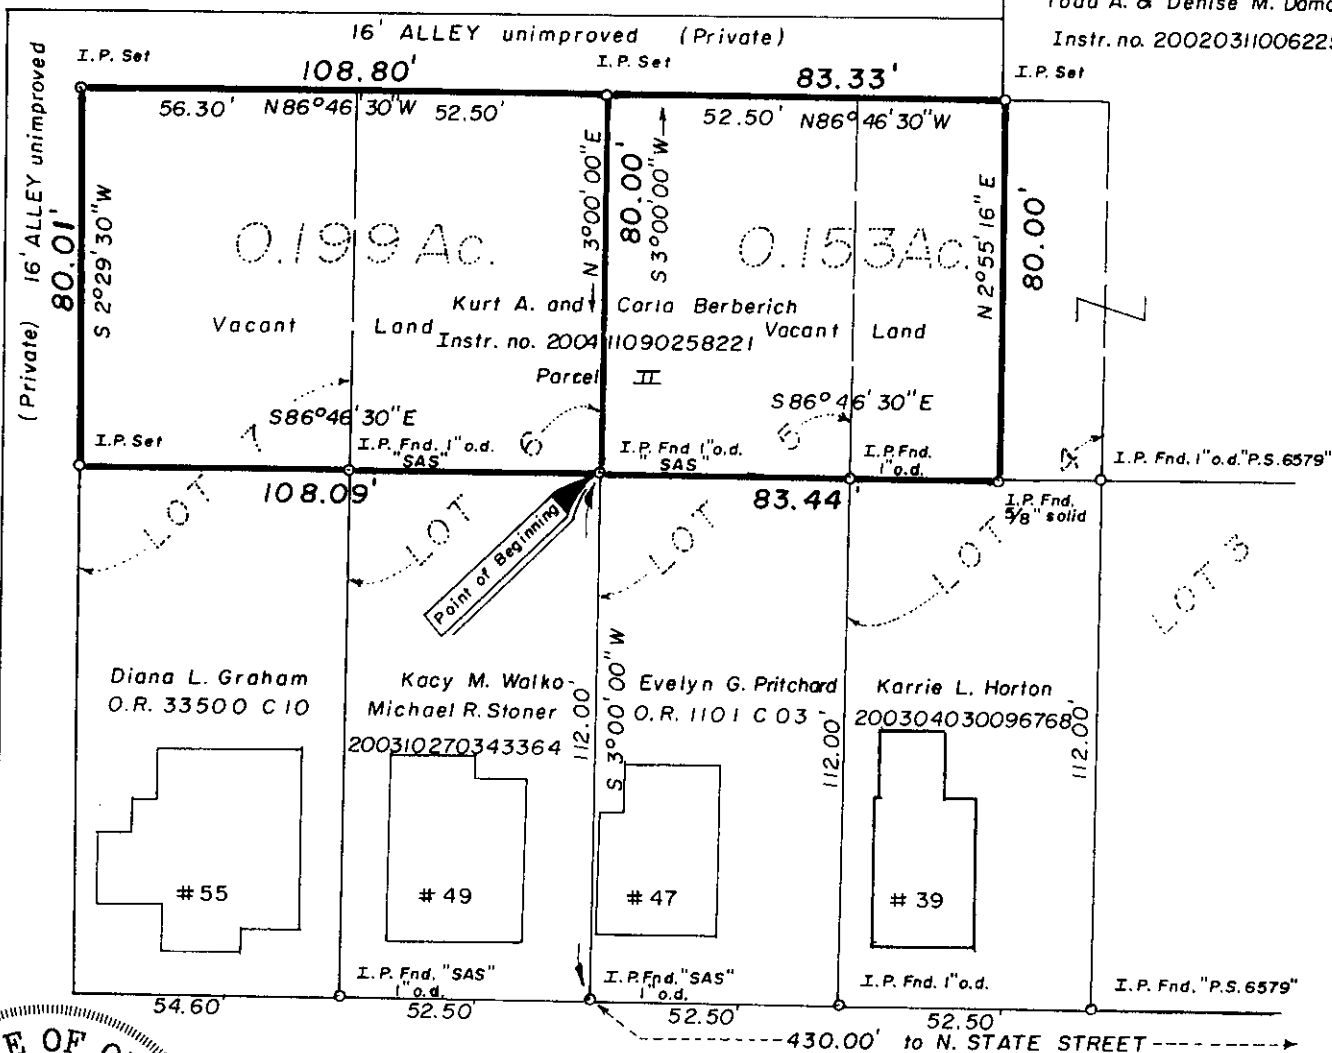 Todd A. & Denise M.
Instr. no. 20020311006225
16' ALLEY unimproved (Private)
I.P. Set
I.P. Set
I.P. Set
108.80'
83.33'
56.30' N86°46'30"W 52.50'
52.50' N86°46'30"W
(Private) 16' ALLEY unimproved
80.01'
S 2°29'30"W
N 3°00'00"E
80.00'
S 3°00'00"W
N 2°55'16"E
80.00'
0.199 Ac.
0.153 Ac.
Z
Kurt A. and Carla Berberich
Vacant Land
Vacant Land
Instr. no. 200411090258221
Parcel II
S86°46'30"E
S86°46'30"E
I.P. Set
7
I.P. Fnd. 1"o.d.
"SAS"
6
I.P. Fnd 1"o.d.
"SAS"
5
I.P. Fnd.
1"o.d.
4
I.P. Fnd. 1"o.d."P.S.6579"
108.09'
83.44'
I.P. Fnd.
5/8" solid
LOT
LOT
LOT
LOT
LOT 3
Point of Beginning
Diana L. Graham
O.R. 33500 C 10
Kacy M. Walko-
Michael R. Stoner
200310270343364
Evelyn G. Pritchard
O.R. 1101 C 03
Karrie L. Horton
200304030096768
112.00'
S 3°00'00"W
112.00'
112.00'
#55
#49
#47
#39
I.P. Fnd. "SAS"
1"o.d.
I.P. Fnd. "SAS"
1"o.d.
I.P. Fnd. 1"o.d.
I.P. Fnd. "P.S. 6579"
54.60'
52.50'
52.50'
52.50'
430.00' to N. STATE STREET
E OF